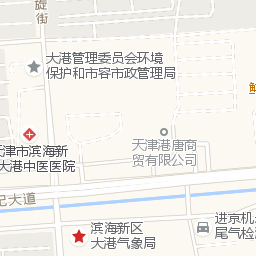 旋街
大港管理委员会环境
保护和市容市政管理局
天津港唐商
贸有限公司
天津市滨海新
大港中医医院
大道
滨海新区
大港气象局
进京机
尾气检